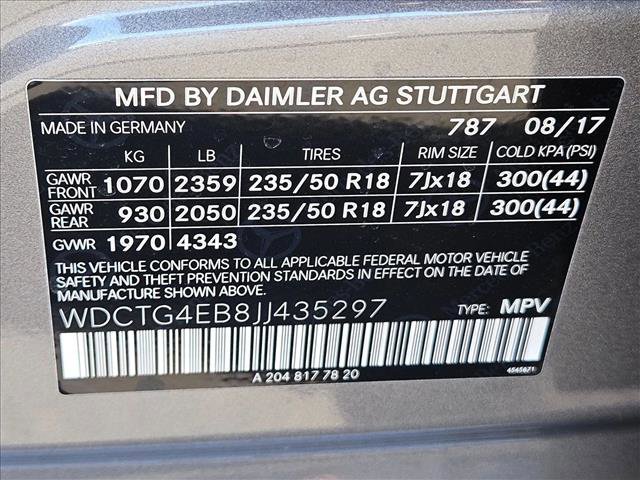 MFD BY DAIMLER AG STUTTGART
MADE IN GERMANY 787 08/17
KG LB TIRES RIM SIZE COLD KPA(PSI)
GAWR FRONT 1070 2359 235/50 R18 7Jx18 300(44)
GAWR REAR 930 2050 235/50 R18 7Jx18 300(44)
GVWR 1970 4343
THIS VEHICLE CONFORMS TO ALL APPLICABLE FEDERAL MOTOR VEHICLE
SAFETY AND THEFT PREVENTION STANDARDS IN EFFECT ON THE DATE OF
MANUFACTURE SHOWN ABOVE.
WDCTG4EB8JJ435297 TYPE: MPV
A 204 817 78 20